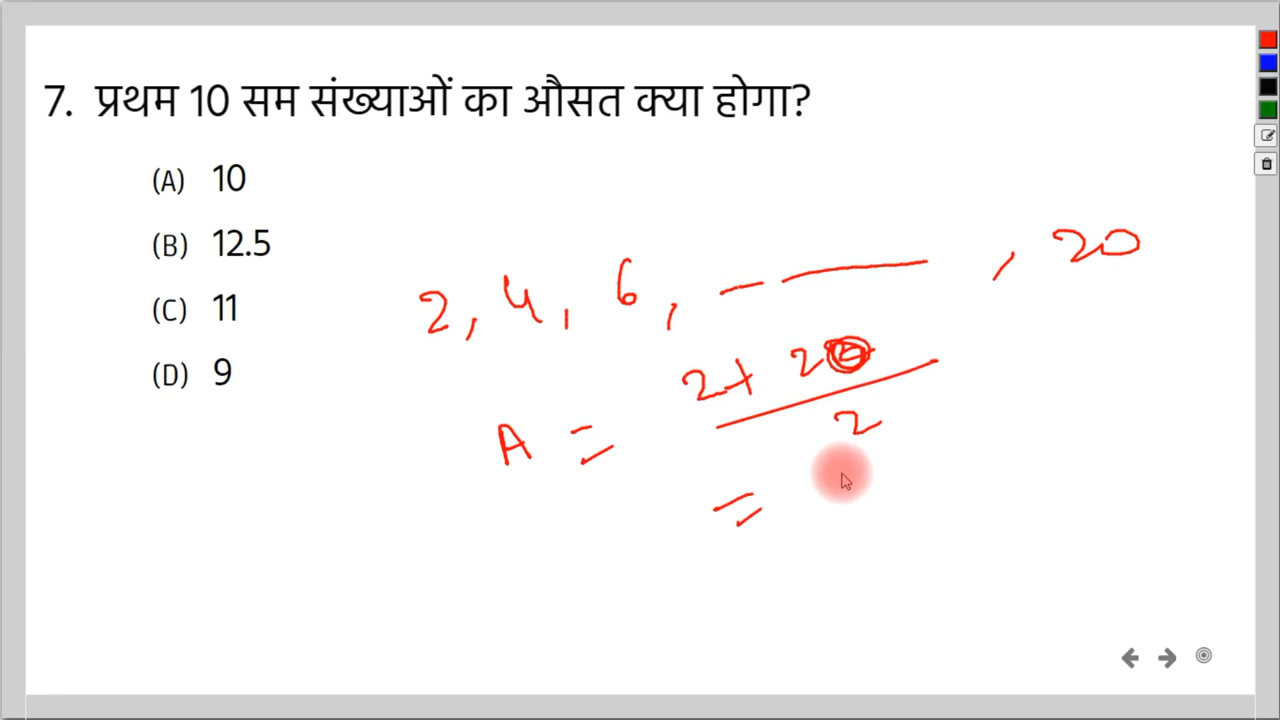 7. प्रथम 10 सम संख्याओं का औसत क्या होगा?
(A) 10
(B) 12.5
(C) 11
(D) 9
2, 4, 6, — —— , 20
A = 2+20
2
=